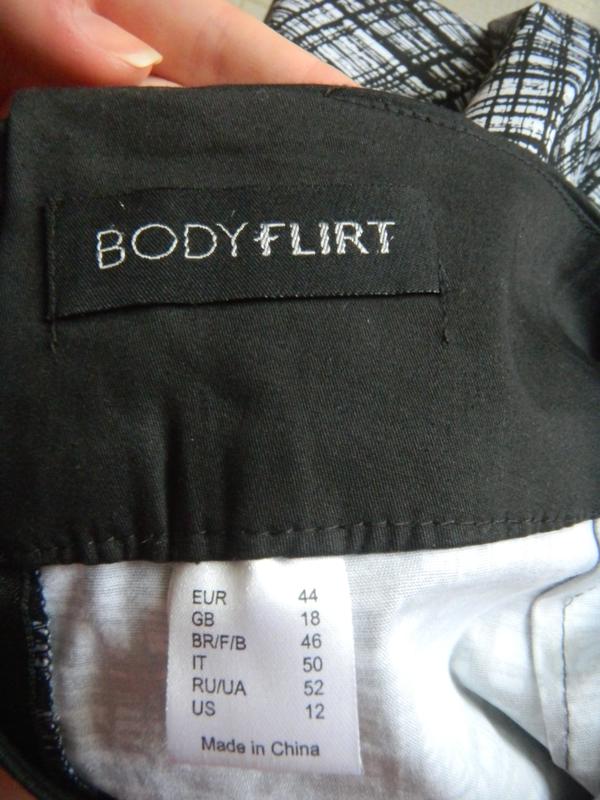 BODYFLIRT
EUR 44
GB 18
BR/F/B 46
IT 50
RU/UA 52
US 12
Made in China